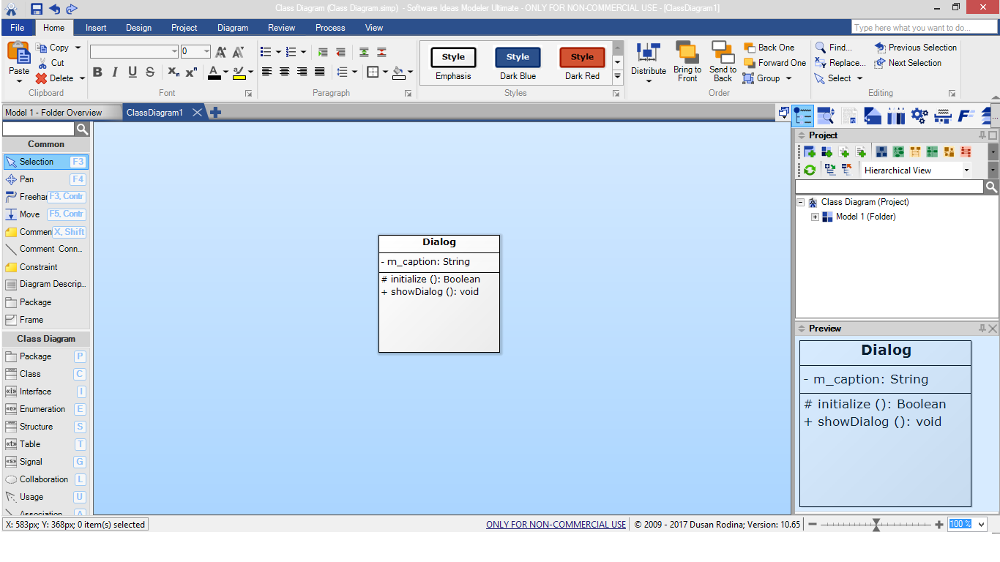 Class Diagram (Class Diagram.simp) - Software Ideas Modeler Ultimate - ONLY FOR NON-COMMERCIAL USE - [ClassDiagram1]
File Home Insert Design Project Diagram Review Process View
Type here what you want to do...
Paste
Copy
Cut
Delete
Clipboard
0
B I U S
Font
Paragraph
Style Style Style
Emphasis Dark Blue Dark Red
Styles
Distribute
Bring to Front
Send to Back
Back One
Forward One
Group
Order
Find...
Replace...
Select
Previous Selection
Next Selection
Editing
Model 1 - Folder Overview
ClassDiagram1
Common
Selection F3
Pan F4
Freehar F3, Contr
Move F5, Contr
Commen X, Shift
Comment Conn...
Constraint
Diagram Descrip...
Package
Frame
Class Diagram
Package P
Class C
Interface I
Enumeration E
Structure S
Table T
Signal G
Collaboration L
Usage U
Association A
Dialog
- m_caption: String
# initialize (): Boolean
+ showDialog (): void
Project
Hierarchical View
Class Diagram (Project)
Model 1 (Folder)
Preview
Dialog
- m_caption: String
# initialize (): Boolean
+ showDialog (): void
X: 583px; Y: 368px; 0 item(s) selected
ONLY FOR NON-COMMERCIAL USE
© 2009 - 2017 Dusan Rodina; Version: 10.65
100 %